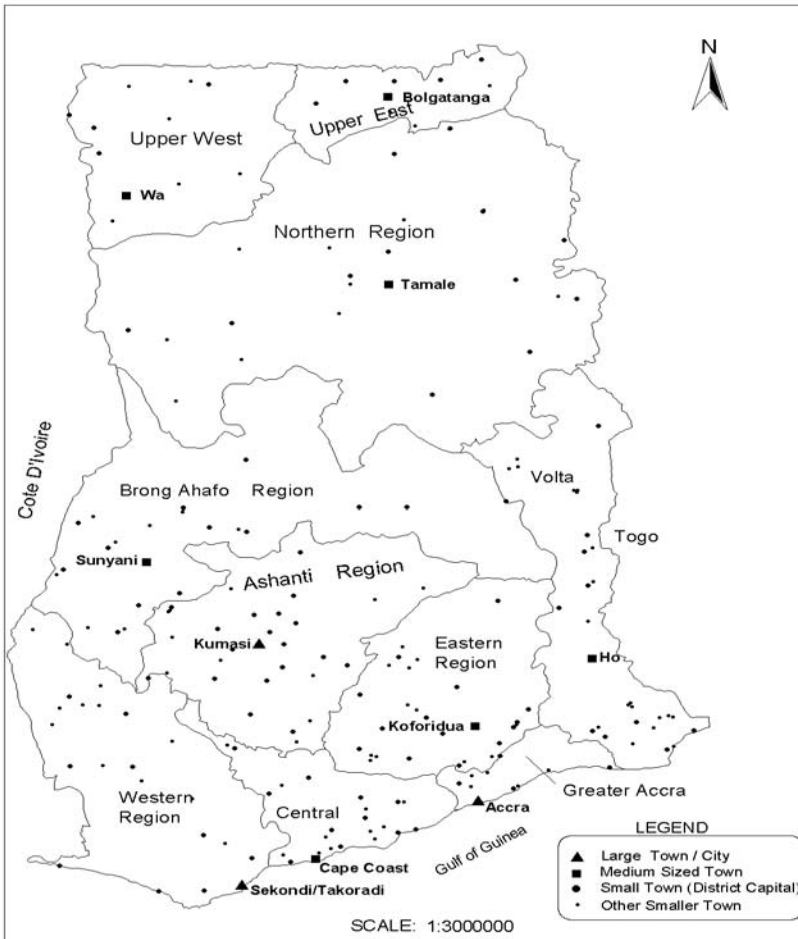 N
Bolgatanga
Upper East
Upper West
Wa
Northern Region
Tamale
Cote D'Ivoire
Brong Ahafo Region
Volta
Togo
Sunyani
Ashanti Region
Kumasi
Eastern
Region
Ho
Koforidua
Western
Region
Central
Greater Accra
Accra
Gulf of Guinea
Cape Coast
Sekondi/Takoradi
LEGEND
Large Town / City
Medium Sized Town
Small Town (District Capital)
Other Smaller Town
SCALE: 1:3000000